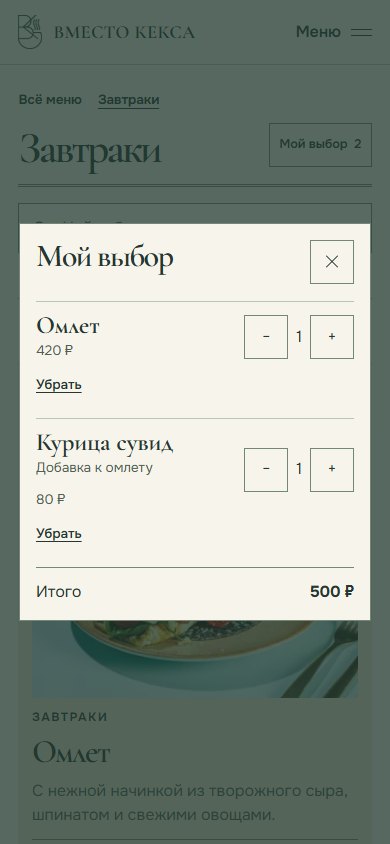 ВМЕСТО КЕКСА
Меню
Всё меню Завтраки
Завтраки
Мой выбор 2
Мой выбор
Омлет
420 ₽
− 1 +
Убрать
Курица сувид
Добавка к омлету
− 1 +
80 ₽
Убрать
Итого 500 ₽
ЗАВТРАКИ
Омлет
С нежной начинкой из творожного сыра,
шпинатом и свежими овощами.